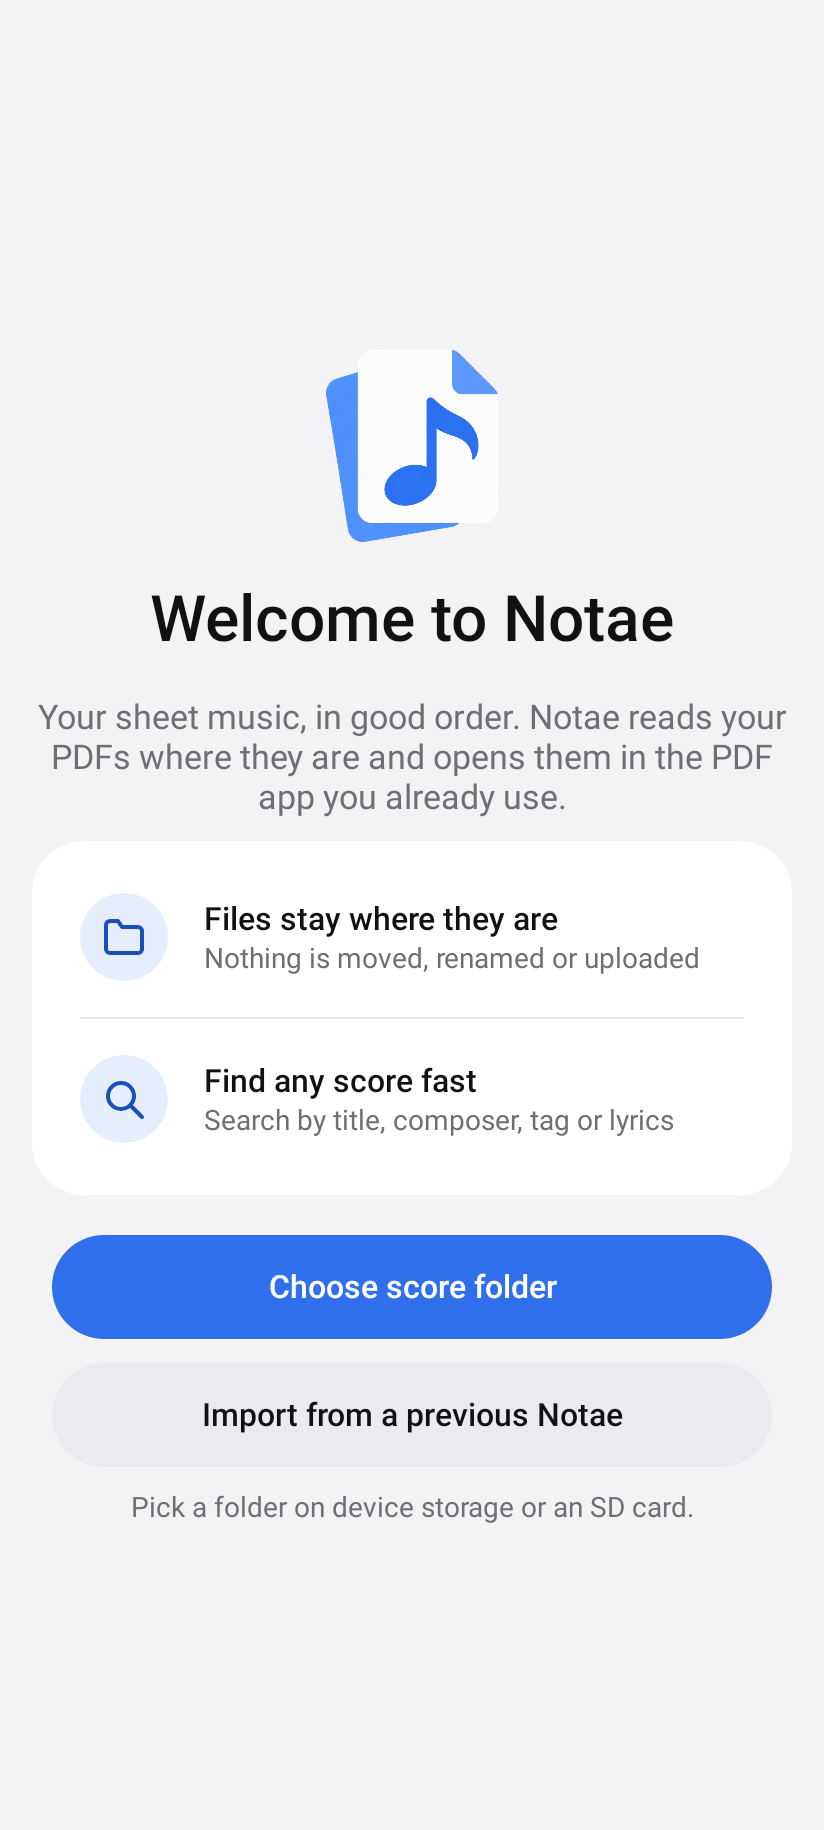 Welcome to Notae
Your sheet music, in good order. Notae reads your
PDFs where they are and opens them in the PDF
app you already use.
Files stay where they are
Nothing is moved, renamed or uploaded
Find any score fast
Search by title, composer, tag or lyrics
Choose score folder
Import from a previous Notae
Pick a folder on device storage or an SD card.